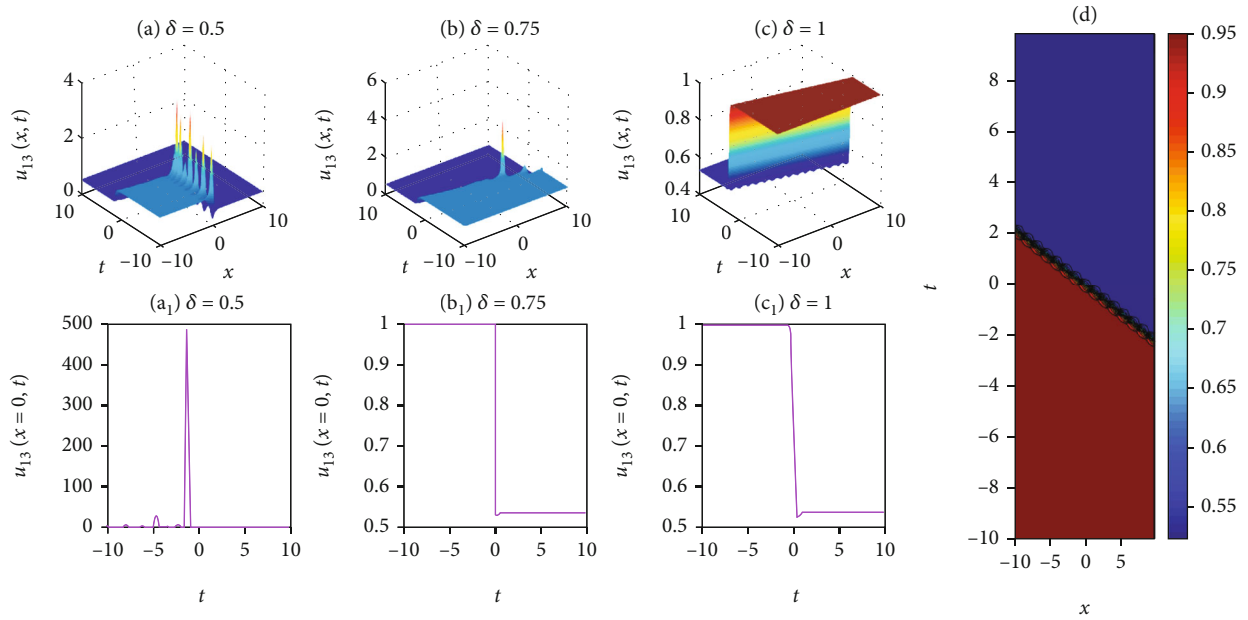 (a) δ = 0.5
4
2
0
u₁₃ (x, t)
10
0
–10
t
–10
0
10
x
(b) δ = 0.75
6
4
2
0
u₁₃ (x, t)
10
0
–10
t
–10
0
10
x
(c) δ = 1
1
0.8
0.6
0.4
u₁₃ (x, t)
10
0
–10
t
–10
0
10
x
(a₁) δ = 0.5
500
400
300
200
100
0
u₁₃ (x = 0, t)
–10 –5 0 5 10
t
(b₁) δ = 0.75
1
0.9
0.8
0.7
0.6
0.5
u₁₃ (x = 0, t)
–10 –5 0 5 10
t
(c₁) δ = 1
1
0.9
0.8
0.7
0.6
0.5
u₁₃ (x = 0, t)
–10 –5 0 5 10
t
(d)
8
6
4
2
0
–2
–4
–6
–8
–10
t
–10 –5 0 5
x
0.95
0.9
0.85
0.8
0.75
0.7
0.65
0.6
0.55